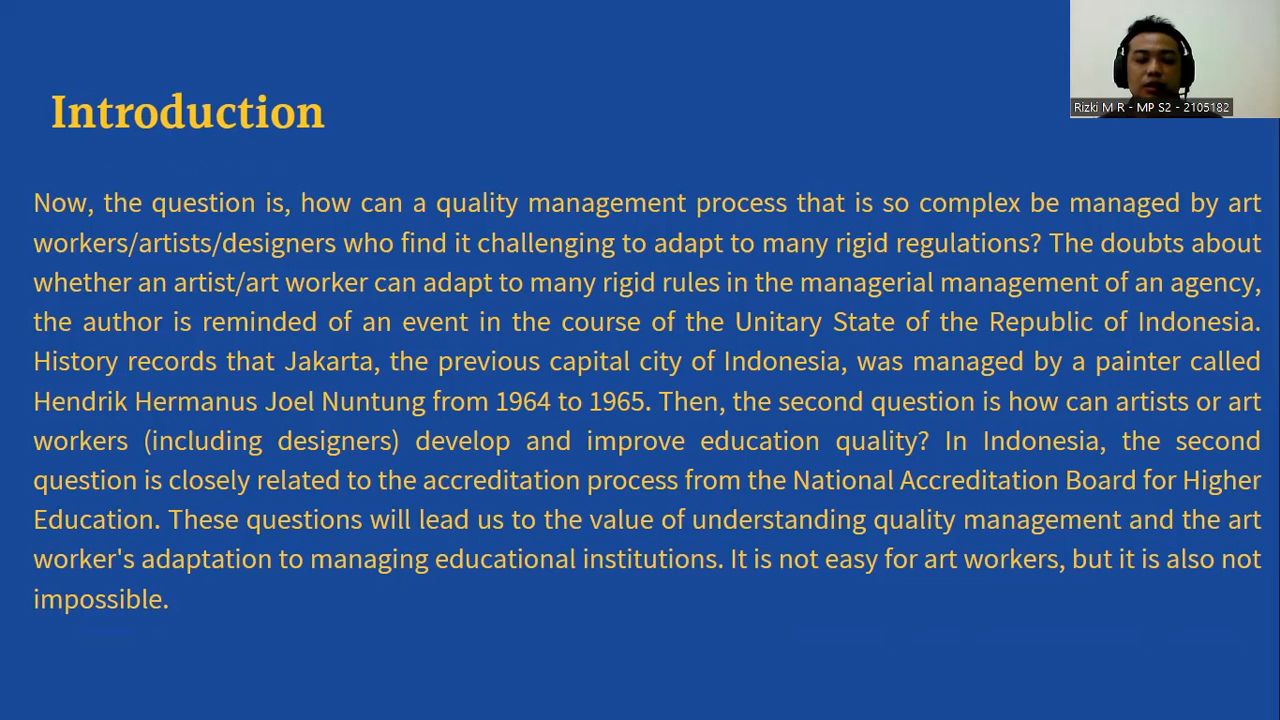 Introduction
Rizki M R - MP S2 - 2105182
Now, the question is, how can a quality management process that is so complex be managed by art
workers/artists/designers who find it challenging to adapt to many rigid regulations? The doubts about
whether an artist/art worker can adapt to many rigid rules in the managerial management of an agency,
the author is reminded of an event in the course of the Unitary State of the Republic of Indonesia.
History records that Jakarta, the previous capital city of Indonesia, was managed by a painter called
Hendrik Hermanus Joel Nuntung from 1964 to 1965. Then, the second question is how can artists or art
workers (including designers) develop and improve education quality? In Indonesia, the second
question is closely related to the accreditation process from the National Accreditation Board for Higher
Education. These questions will lead us to the value of understanding quality management and the art
worker's adaptation to managing educational institutions. It is not easy for art workers, but it is also not
impossible.